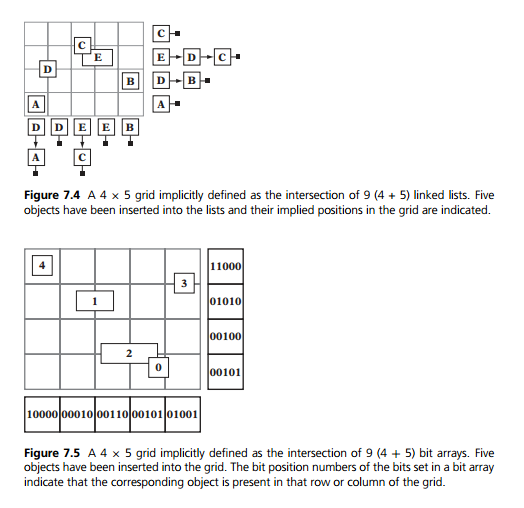 C
C
E
E D C
D
B
D B
A
A
D D E E B
A C
Figure 7.4 A 4 × 5 grid implicitly defined as the intersection of 9 (4 + 5) linked lists. Five
objects have been inserted into the lists and their implied positions in the grid are indicated.
4
11000
3
1
01010
00100
2
0
00101
10000 00010 00110 00101 01001
Figure 7.5 A 4 × 5 grid implicitly defined as the intersection of 9 (4 + 5) bit arrays. Five
objects have been inserted into the grid. The bit position numbers of the bits set in a bit array
indicate that the corresponding object is present in that row or column of the grid.